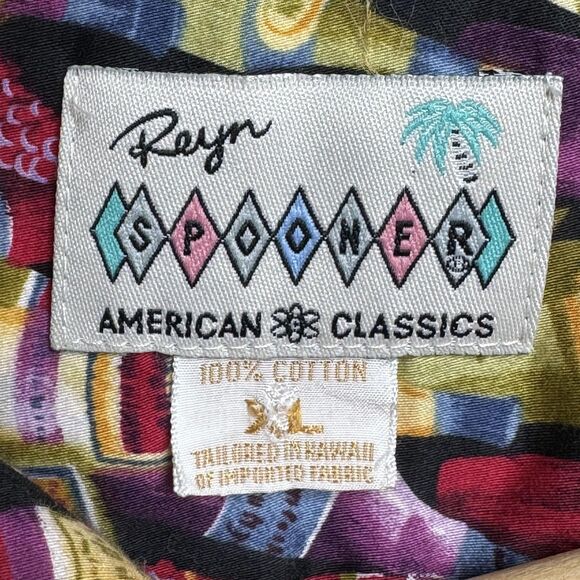 Reyn
SPOONER
AMERICAN CLASSICS
100% COTTON
XL
TAILORED IN HAWAII
OF IMPORTED FABRIC